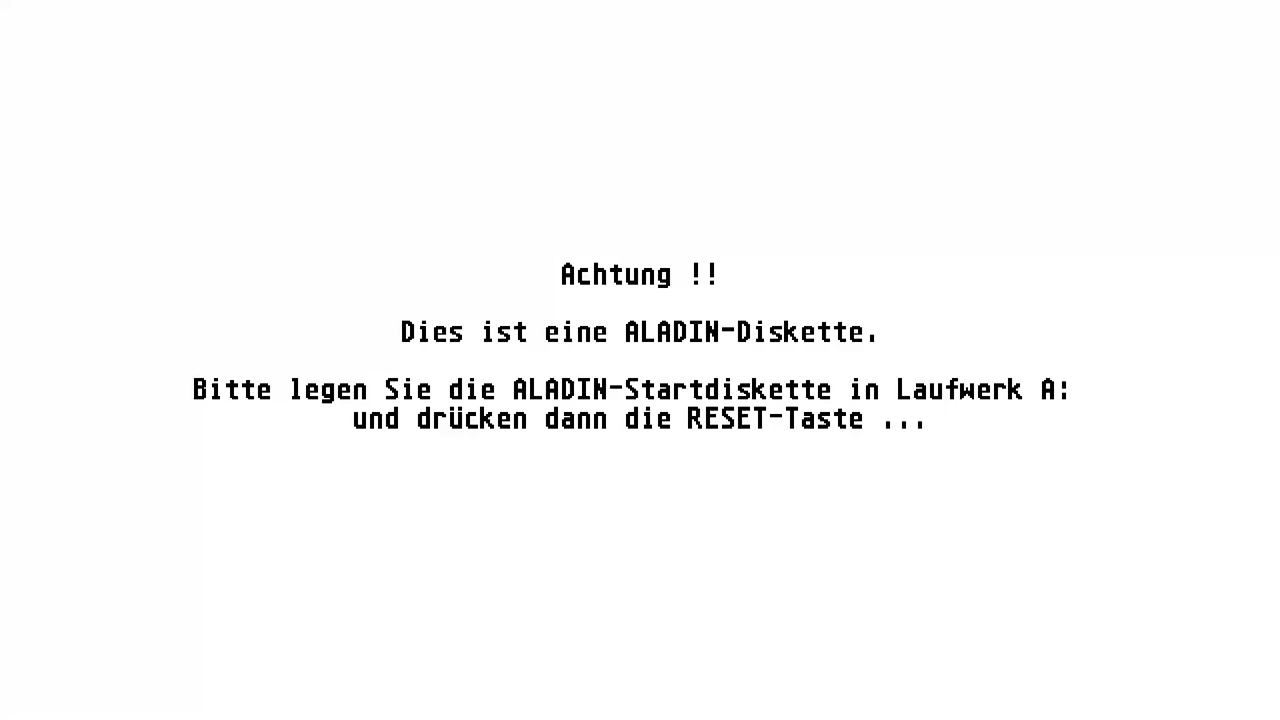 Achtung !!
Dies ist eine ALADIN-Diskette.
Bitte legen Sie die ALADIN-Startdiskette in Laufwerk A:
und drücken dann die RESET-Taste ...